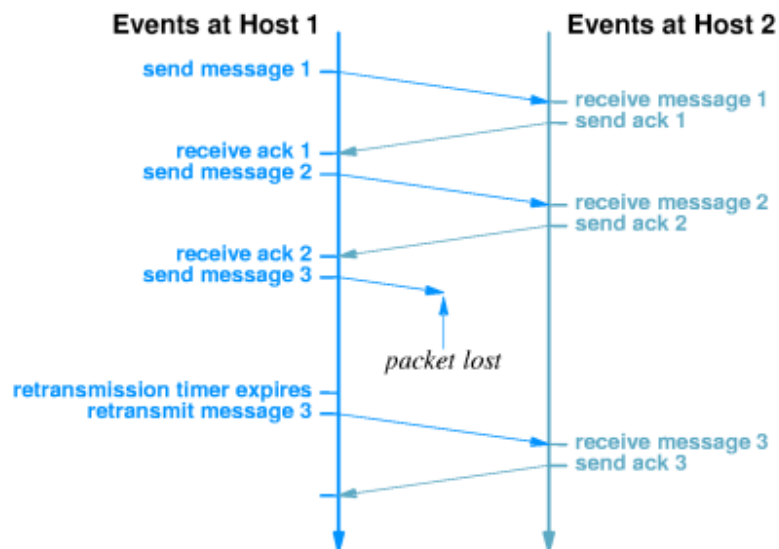 Events at Host 1
Events at Host 2
send message 1
receive message 1
send ack 1
receive ack 1
send message 2
receive message 2
send ack 2
receive ack 2
send message 3
packet lost
retransmission timer expires
retransmit message 3
receive message 3
send ack 3